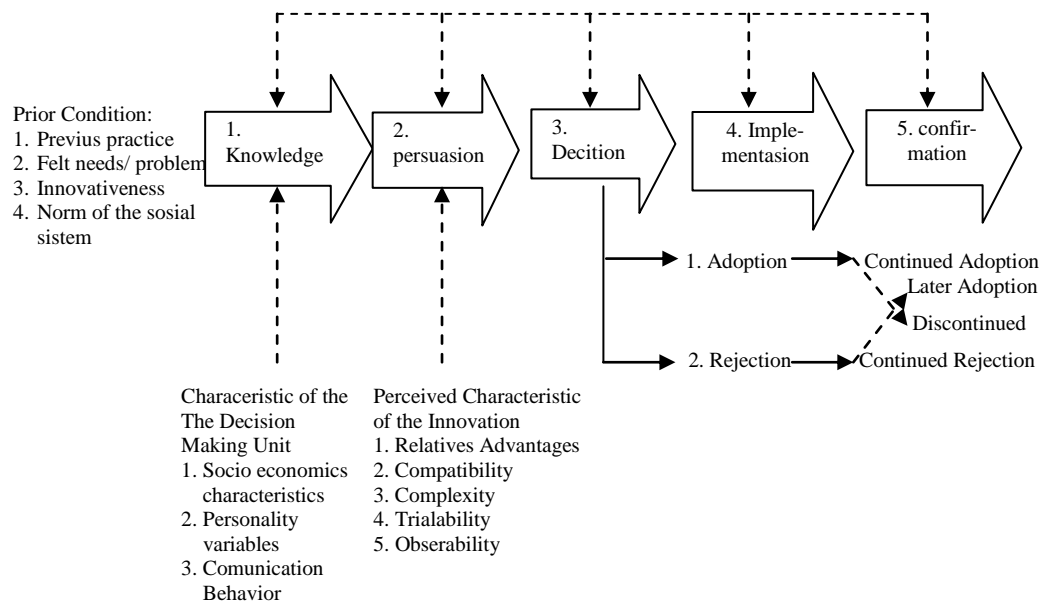 Prior Condition:
1. Previus practice
2. Felt needs/ problem
3. Innovativeness
4. Norm of the sosial
sistem
1.
Knowledge
2.
persuasion
3.
Decition
4. Imple-
mentasion
5. confir-
mation
1. Adoption
Continued Adoption
Later Adoption
Discontinued
2. Rejection
Continued Rejection
Characeristic of the
The Decision
Making Unit
1. Socio economics
characteristics
2. Personality
variables
3. Comunication
Behavior
Perceived Characteristic
of the Innovation
1. Relatives Advantages
2. Compatibility
3. Complexity
4. Trialability
5. Obserability